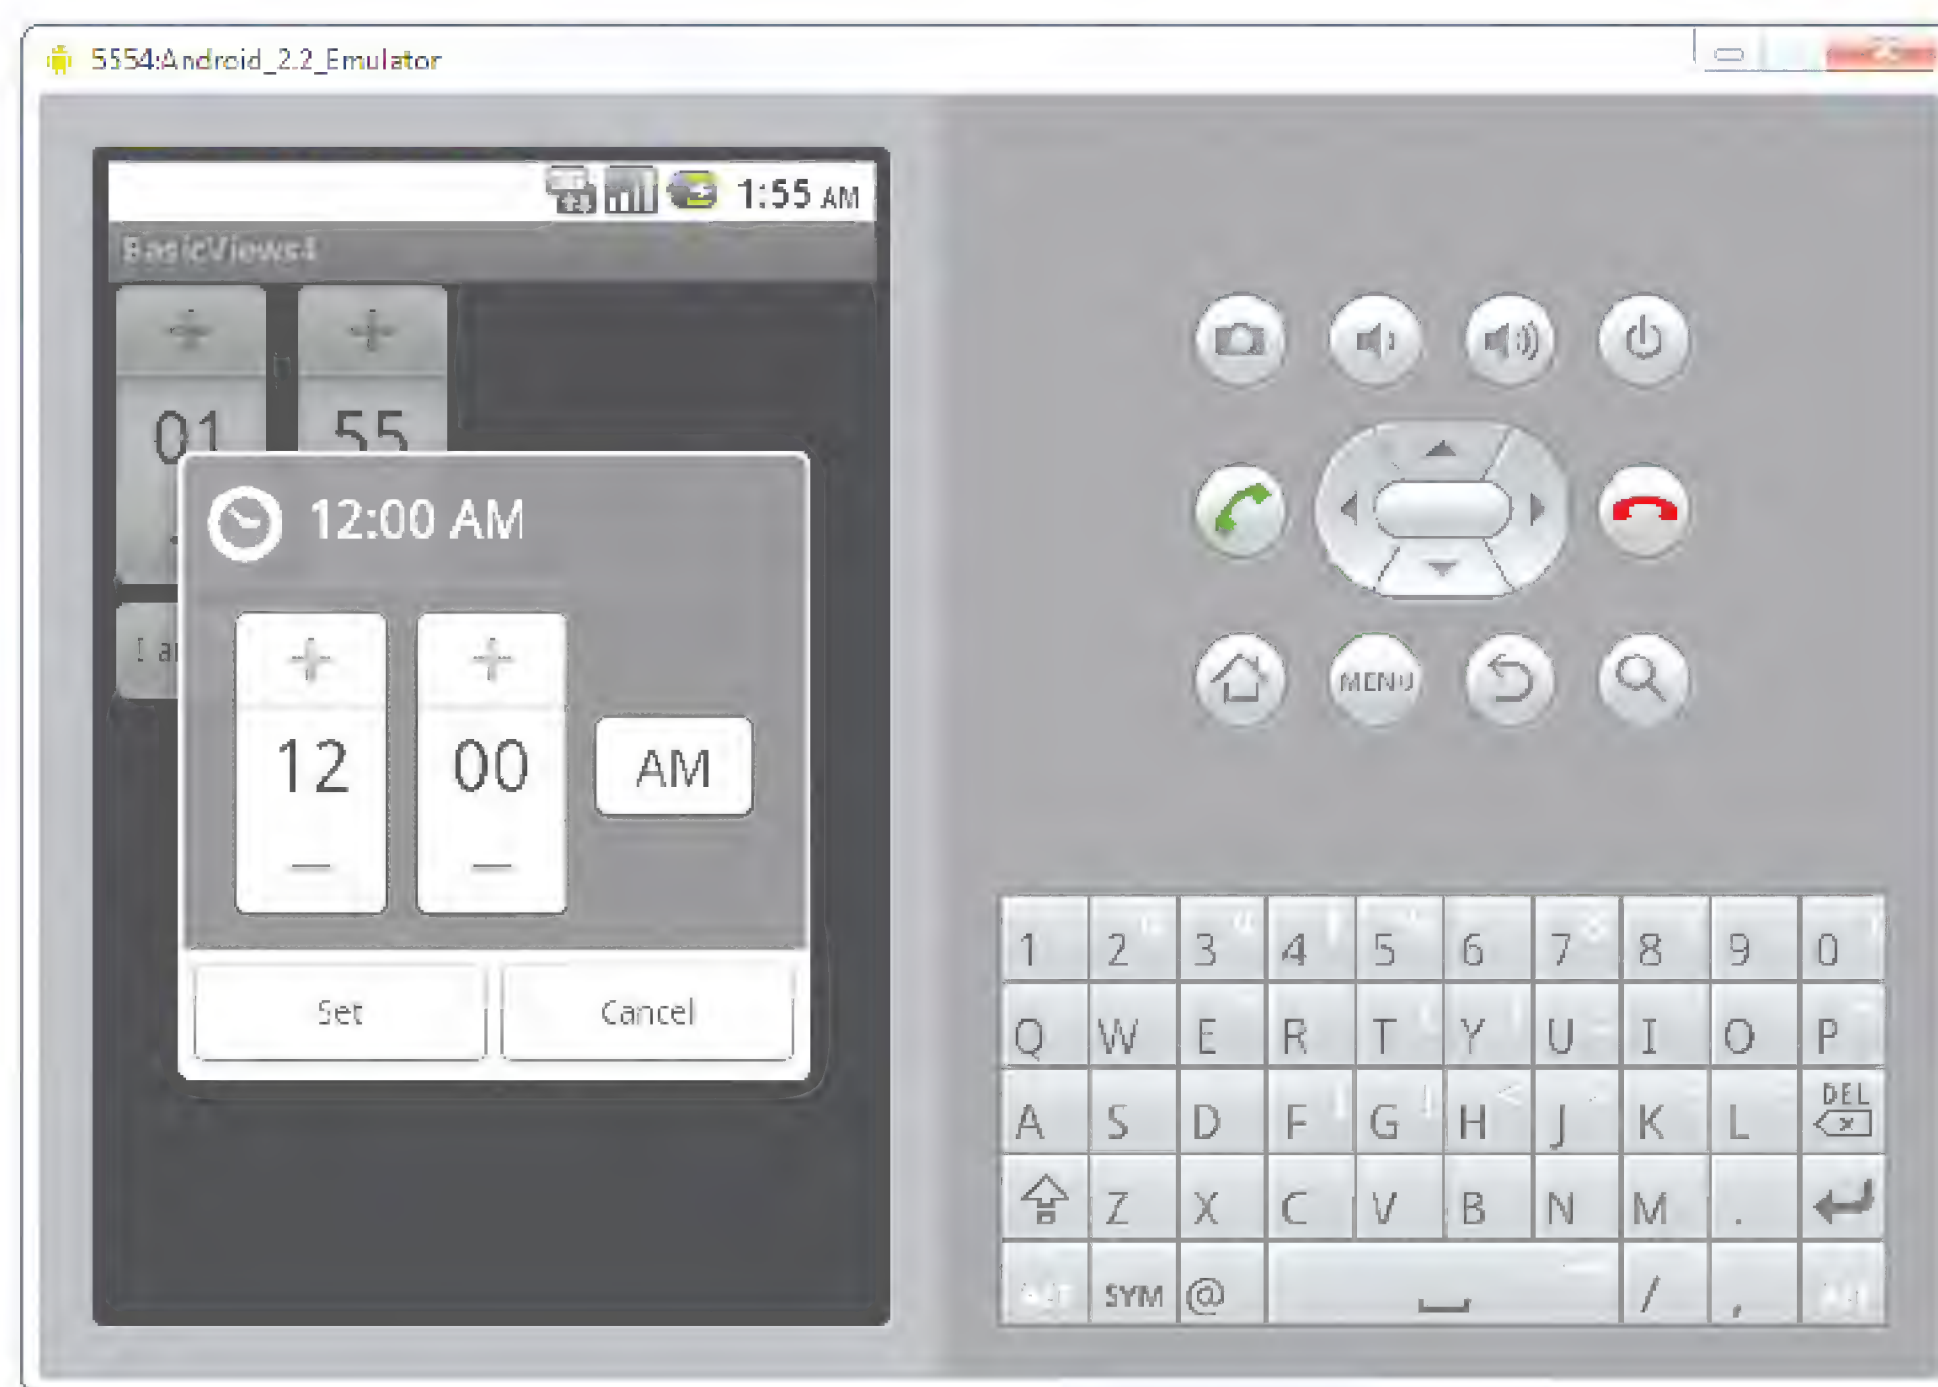 5554:Android_2.2_Emulator
1:55 AM
BasicViews4
01 55
12:00 AM
12 00 AM
Set Cancel
MENU
1 2 3 4 5 6 7 8 9 0
Q W E R T Y U I O P
A S D F G H J K L DEL
Z X C V B N M .
SYM @ / ,